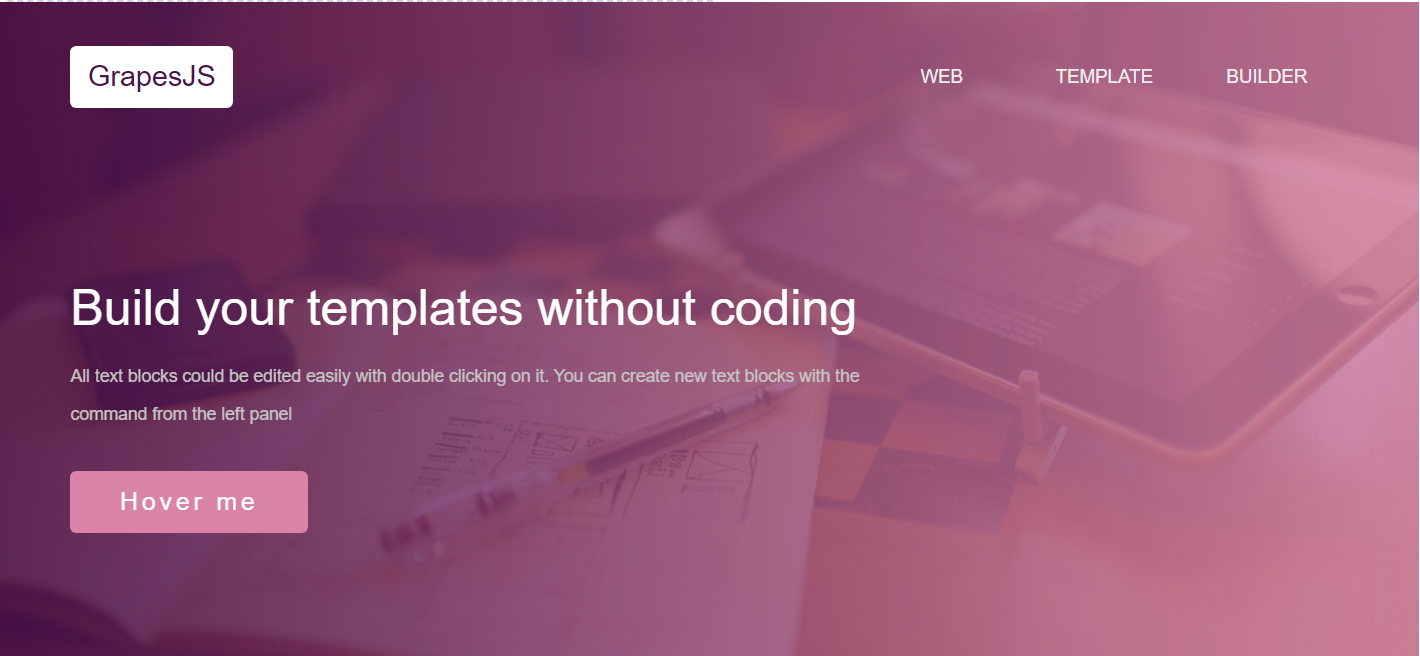 GrapesJS
WEB
TEMPLATE
BUILDER
Build your templates without coding
All text blocks could be edited easily with double clicking on it. You can create new text blocks with the
command from the left panel
Hover me